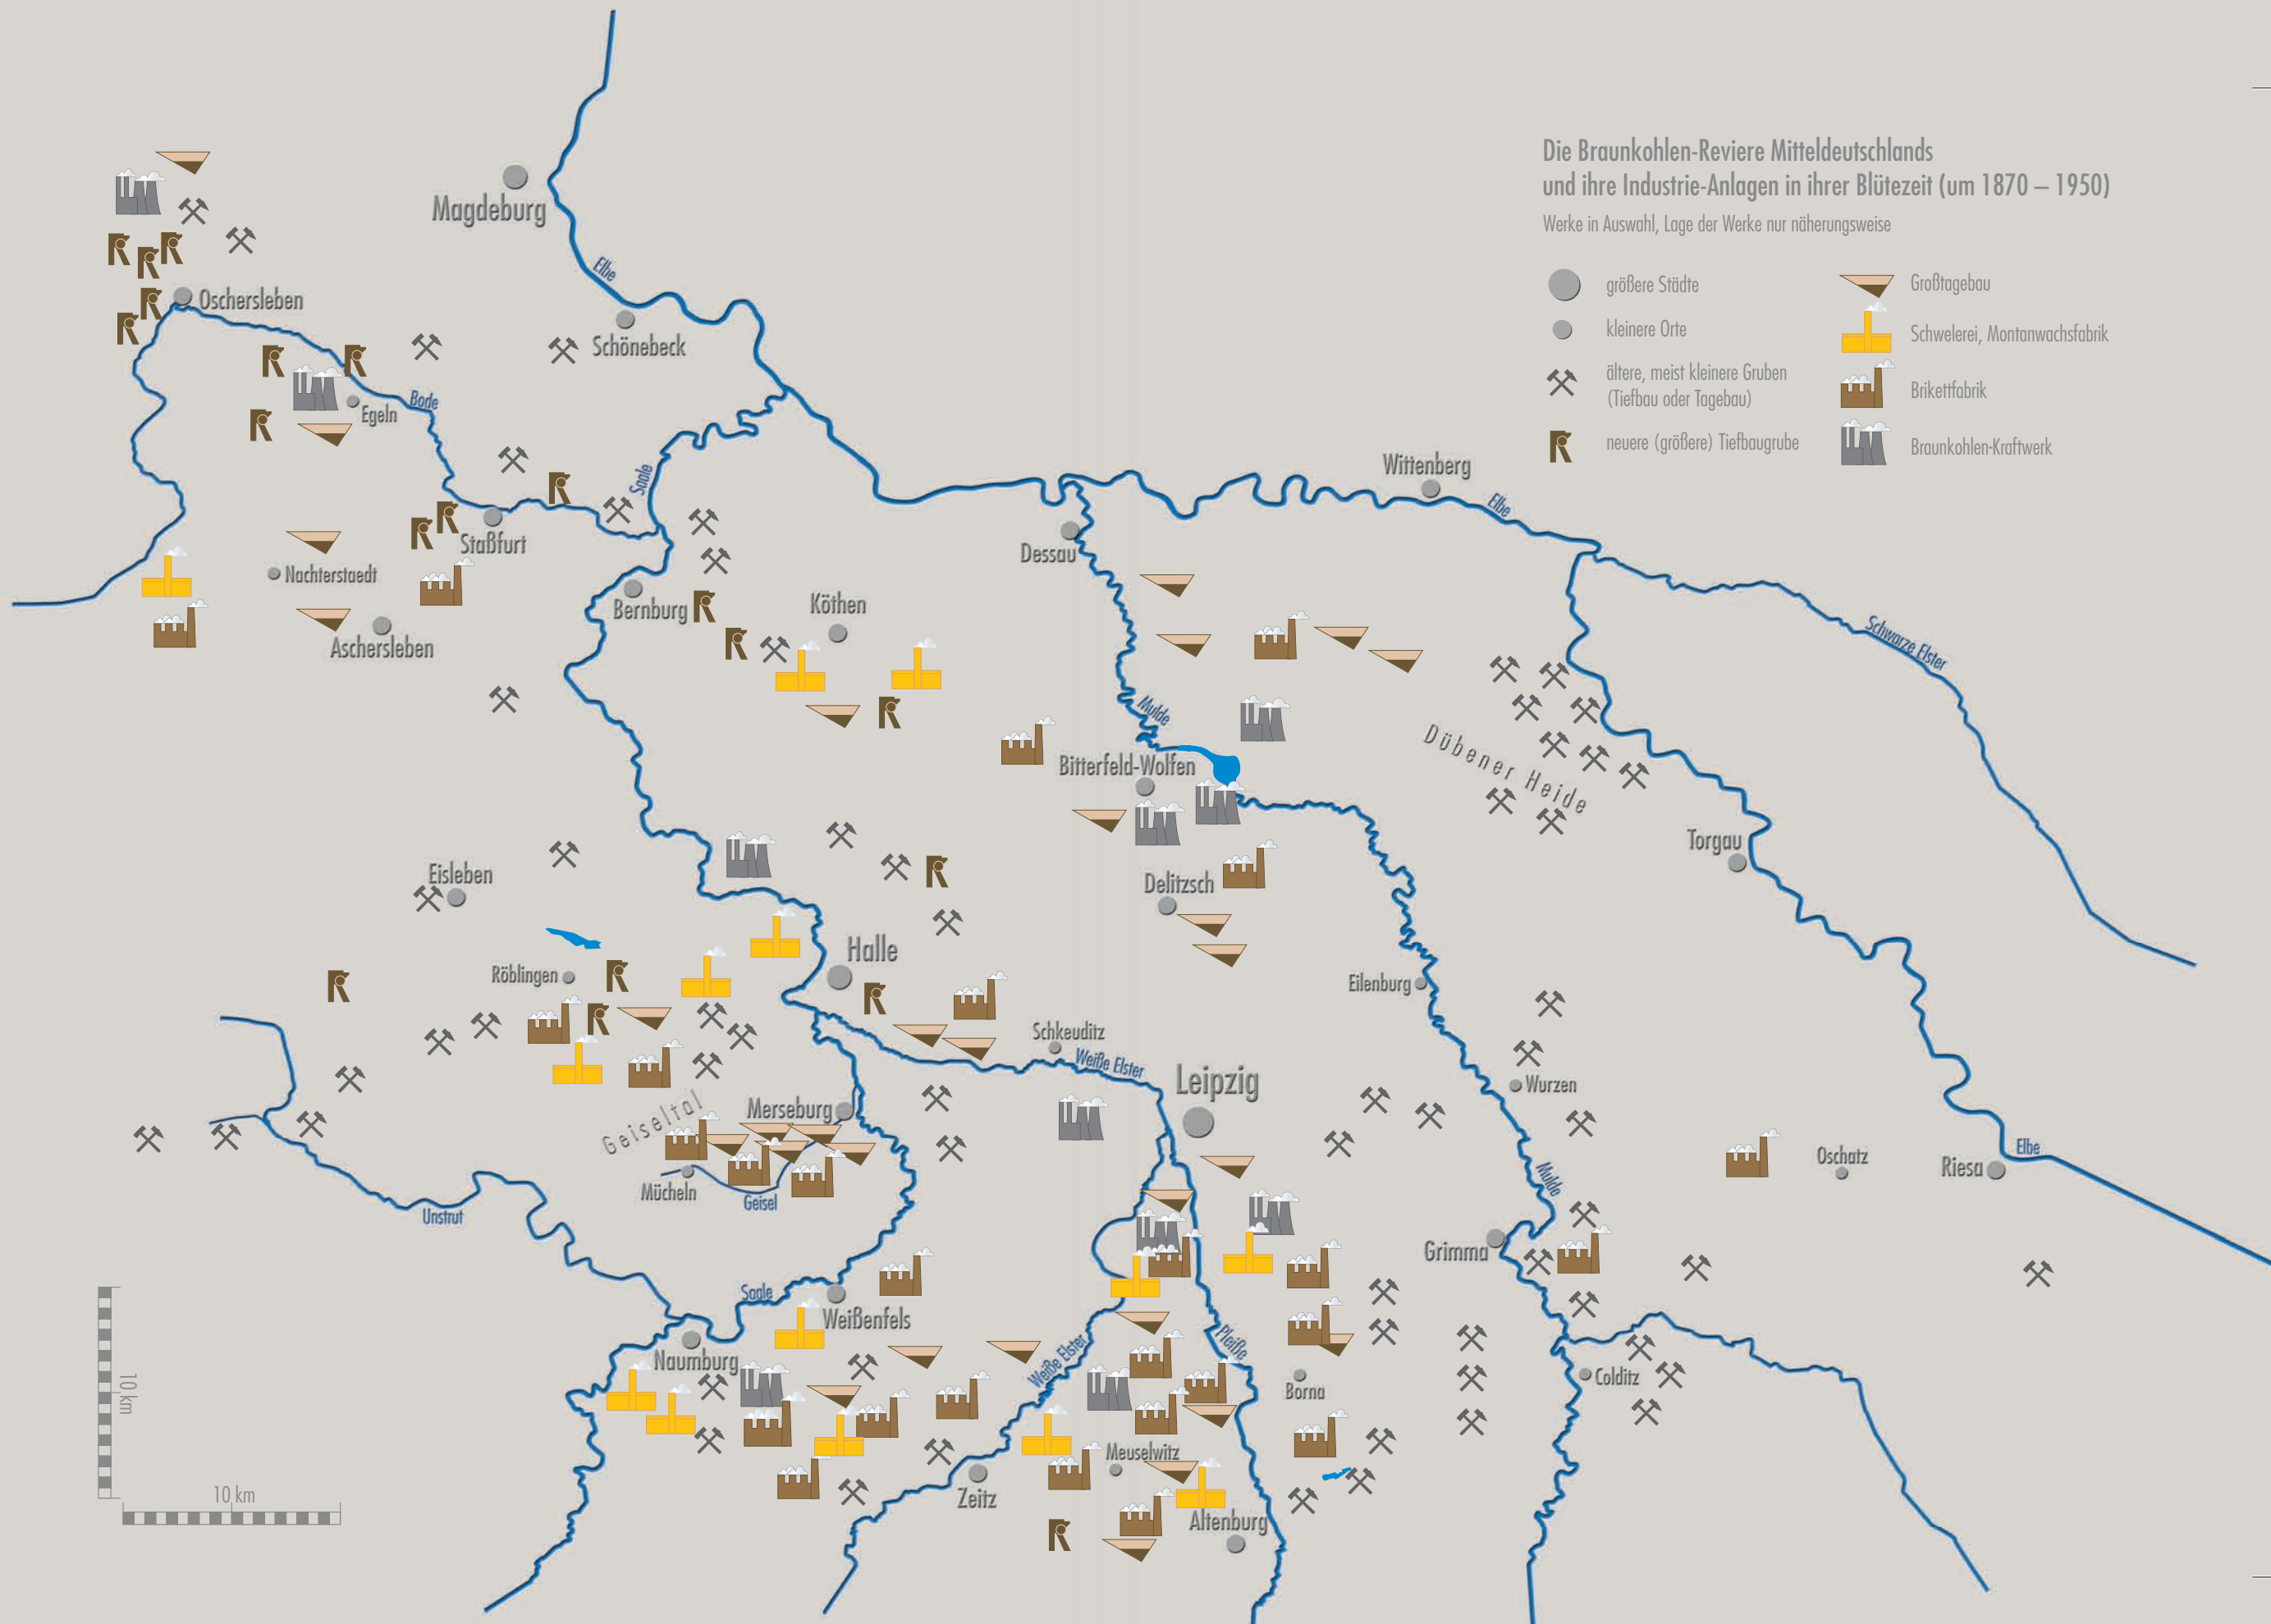 Die Braunkohlen-Reviere Mitteldeutschlands
und ihre Industrie-Anlagen in ihrer Blütezeit (um 1870 – 1950)
Werke in Auswahl, Lage der Werke nur näherungsweise
größere Städte
kleinere Orte
ältere, meist kleinere Gruben
(Tiefbau oder Tagebau)
neuere (größere) Tiefbaugrube
Großtagebau
Schwelerei, Montanwachsfabrik
Brikettfabrik
Braunkohlen-Kraftwerk
Magdeburg
Elbe
Oschersleben
Schönebeck
Egeln
Bode
Saale
Wittenberg
Elbe
Staßfurt
Dessau
Nachterstaedt
Bernburg
Köthen
Aschersleben
Schwarze Elster
Mulde
Bitterfeld-Wolfen
Dübener Heide
Torgau
Eisleben
Delitzsch
Halle
Röblingen
Eilenburg
Schkeuditz
Weiße Elster
Leipzig
Wurzen
Geiseltal
Merseburg
Mücheln
Geisel
Mulde
Oschatz
Riesa
Elbe
Unstrut
Grimma
Saale
Weißenfels
Naumburg
Weiße Elster
Pleiße
Borna
Colditz
Meuselwitz
Zeitz
Altenburg
10 km
10 km